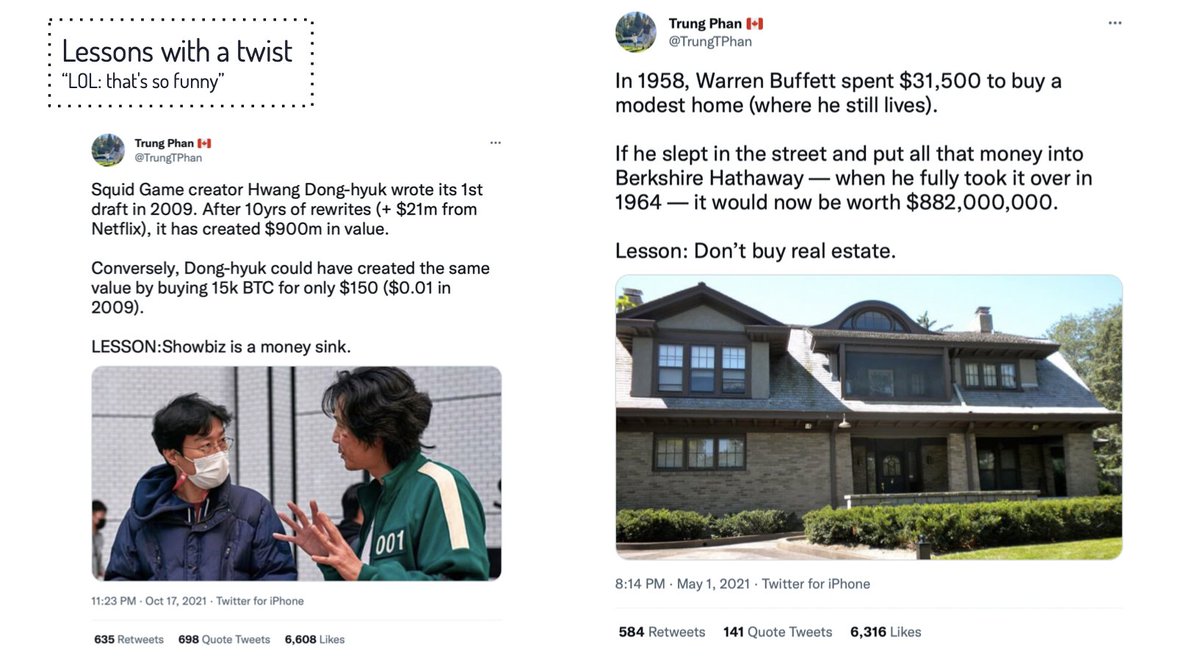 Lessons with a twist
“LOL: that's so funny”
Trung Phan 🇨🇦
@TrungTPhan
...
Squid Game creator Hwang Dong-hyuk wrote its 1st
draft in 2009. After 10yrs of rewrites (+ $21m from
Netflix), it has created $900m in value.
Conversely, Dong-hyuk could have created the same
value by buying 15k BTC for only $150 ($0.01 in
2009).
LESSON:Showbiz is a money sink.
001
11:23 PM · Oct 17, 2021 · Twitter for iPhone
635 Retweets 698 Quote Tweets 6,608 Likes
Trung Phan 🇨🇦
@TrungTPhan
...
In 1958, Warren Buffett spent $31,500 to buy a
modest home (where he still lives).
If he slept in the street and put all that money into
Berkshire Hathaway — when he fully took it over in
1964 — it would now be worth $882,000,000.
Lesson: Don’t buy real estate.
8:14 PM · May 1, 2021 · Twitter for iPhone
584 Retweets 141 Quote Tweets 6,316 Likes